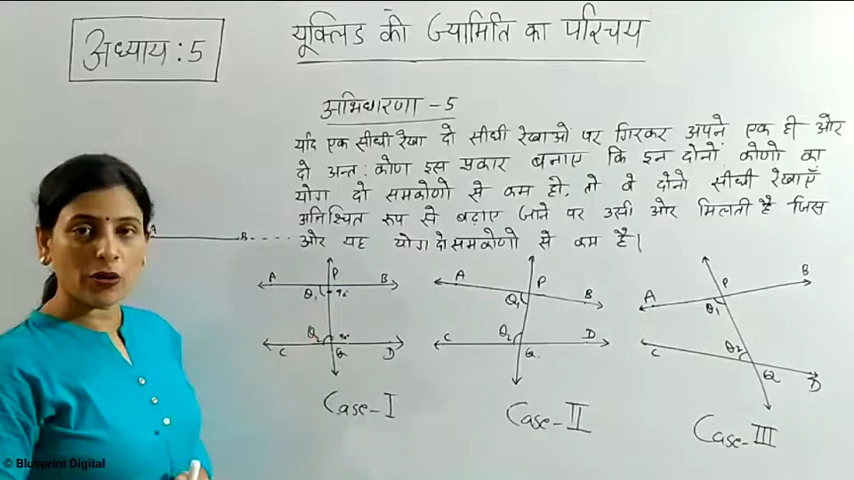 अध्याय : 5
यूक्लिड की ज्यामिति का परिचय
अभिधारणा - 5
यदि एक सीधी रेखा दो सीधी रेखाओं पर गिरकर अपने एक ही ओर
दो अन्त: कोण इस प्रकार बनाए कि इन दोनों कोणो का
योग दो समकोणो से कम हो, तो वे दोनो सीधी रेखाएँ
अनिश्चित रूप से बढ़ाए जाने पर उसी ओर मिलती है जिस
ओर यह योग दो समकोणो से कम है।
A B
P
A B
θ₁ 90
θ₂ 90
C Q D
Case-I
A P
θ₁ B
C θ₂ D
Q
Case-II
P B
A θ₁
C θ₂
Q D
Case-III
© Blueprint Digital